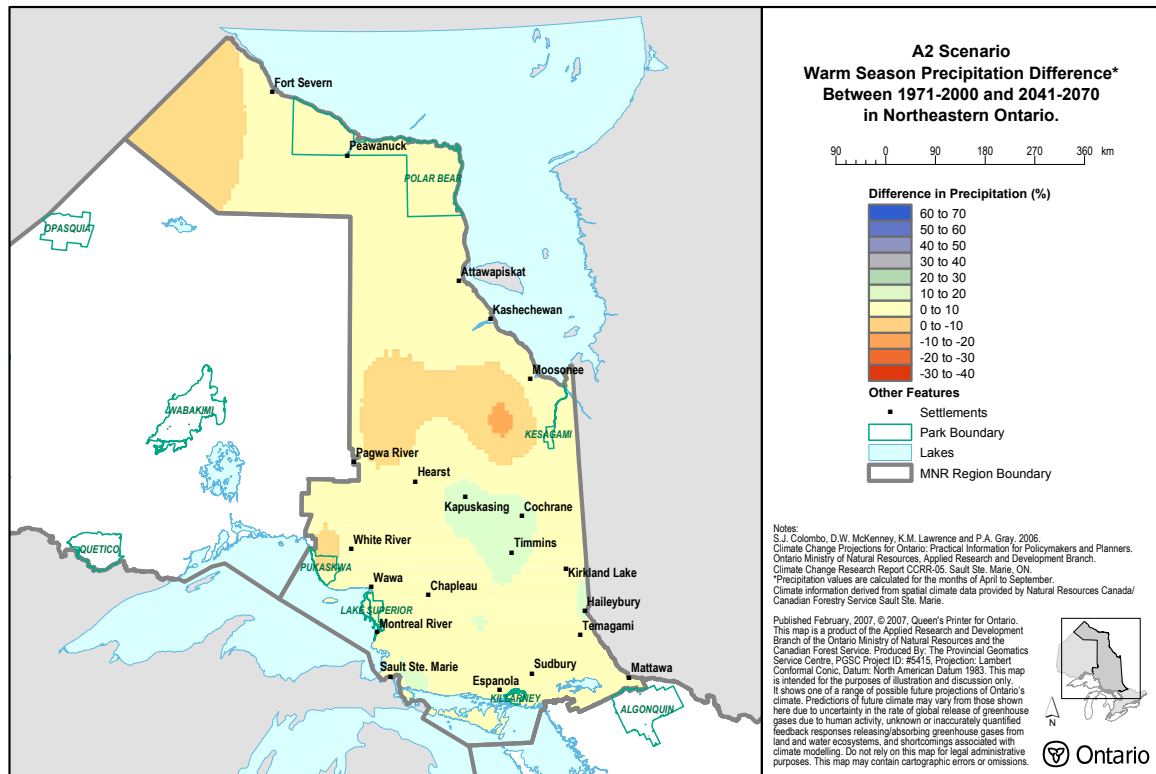 Fort Severn
Peawanuck
POLAR BEAR
OPASQUIA
Attawapiskat
Kashechewan
Moosonee
WABAKIMI
KESAGAMI
Pagwa River
Hearst
Kapuskasing
Cochrane
QUETICO
White River
Timmins
PUKASKWA
Kirkland Lake
Wawa
Chapleau
LAKE SUPERIOR
Haileybury
Montreal River
Temagami
Sault Ste. Marie
Sudbury
Mattawa
Espanola
KILLARNEY
ALGONQUIN
A2 Scenario
Warm Season Precipitation Difference*
Between 1971-2000 and 2041-2070
in Northeastern Ontario.
90 0 90 180 270 360 km
Difference in Precipitation (%)
60 to 70
50 to 60
40 to 50
30 to 40
20 to 30
10 to 20
0 to 10
0 to -10
-10 to -20
-20 to -30
-30 to -40
Other Features
Settlements
Park Boundary
Lakes
MNR Region Boundary
Notes:
S.J. Colombo, D.W. McKenney, K.M. Lawrence and P.A. Gray. 2006.
Climate Change Projections for Ontario: Practical Information for Policymakers and Planners.
Ontario Ministry of Natural Resources, Applied Research and Development Branch.
Climate Change Research Report CCRR-05. Sault Ste. Marie, ON.
*Precipitation values are calculated for the months of April to September.
Climate information derived from spatial climate data provided by Natural Resources Canada/
Canadian Forestry Service Sault Ste. Marie.
Published February, 2007, © 2007, Queen's Printer for Ontario.
This map is a product of the Applied Research and Development
Branch of the Ontario Ministry of Natural Resources and the
Canadian Forest Service. Produced By: The Provincial Geomatics
Service Centre, PGSC Project ID: #5415, Projection: Lambert
Conformal Conic, Datum: North American Datum 1983. This map
is intended for the purposes of illustration and discussion only.
It shows one of a range of possible future projections of Ontario's
climate. Predictions of future climate may vary from those shown
here due to uncertainty in the rate of global release of greenhouse
gases due to human activity, unknown or inaccurately quantified
feedback responses releasing/absorbing greenhouse gases from
land and water ecosystems, and shortcomings associated with
climate modelling. Do not rely on this map for legal administrative
purposes. This map may contain cartographic errors or omissions.
N
Ontario